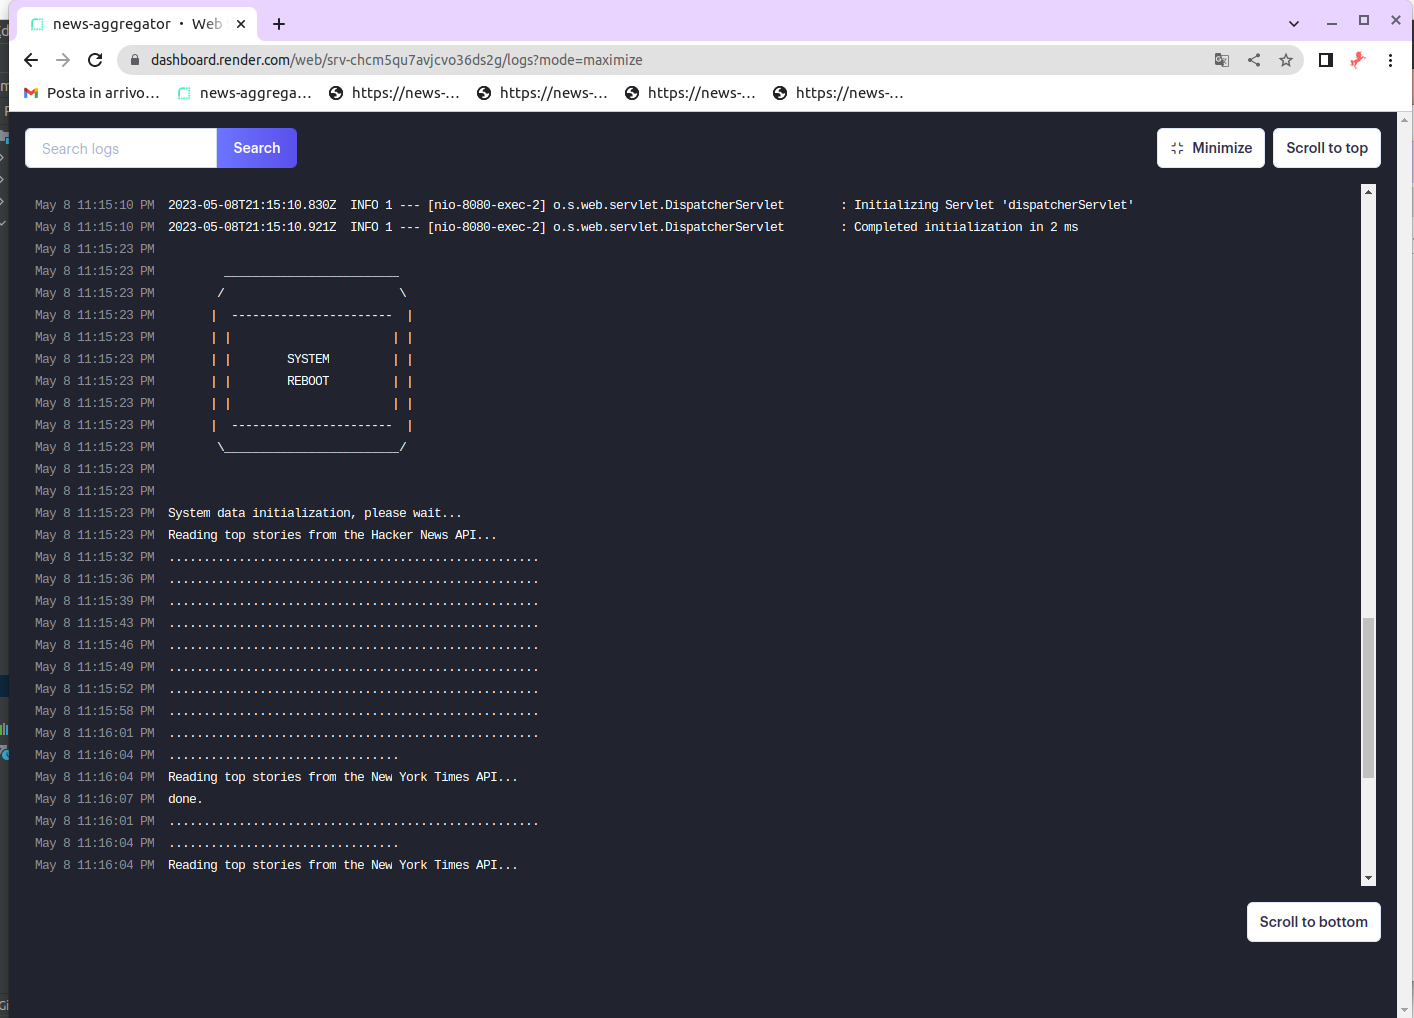 news-aggregator · Web
dashboard.render.com/web/srv-chcm5qu7avjcvo36ds2g/logs?mode=maximize
Posta in arrivo... news-aggrega... https://news-... https://news-... https://news-... https://news-...
Search logs Search Minimize Scroll to top
May 8 11:15:10 PM 2023-05-08T21:15:10.830Z  INFO 1 --- [nio-8080-exec-2] o.s.web.servlet.DispatcherServlet        : Initializing Servlet 'dispatcherServlet'
May 8 11:15:10 PM 2023-05-08T21:15:10.921Z  INFO 1 --- [nio-8080-exec-2] o.s.web.servlet.DispatcherServlet        : Completed initialization in 2 ms
May 8 11:15:23 PM
May 8 11:15:23 PM         _________________________
May 8 11:15:23 PM        /                         \
May 8 11:15:23 PM       |  -----------------------  |
May 8 11:15:23 PM       | |                       | |
May 8 11:15:23 PM       | |        SYSTEM         | |
May 8 11:15:23 PM       | |        REBOOT         | |
May 8 11:15:23 PM       | |                       | |
May 8 11:15:23 PM       |  -----------------------  |
May 8 11:15:23 PM        \_________________________/
May 8 11:15:23 PM
May 8 11:15:23 PM
May 8 11:15:23 PM System data initialization, please wait...
May 8 11:15:23 PM Reading top stories from the Hacker News API...
May 8 11:15:32 PM .....................................................
May 8 11:15:36 PM .....................................................
May 8 11:15:39 PM .....................................................
May 8 11:15:43 PM .....................................................
May 8 11:15:46 PM .....................................................
May 8 11:15:49 PM .....................................................
May 8 11:15:52 PM .....................................................
May 8 11:15:58 PM .....................................................
May 8 11:16:01 PM .....................................................
May 8 11:16:04 PM .................................
May 8 11:16:04 PM Reading top stories from the New York Times API...
May 8 11:16:07 PM done.
May 8 11:16:01 PM .....................................................
May 8 11:16:04 PM .................................
May 8 11:16:04 PM Reading top stories from the New York Times API...
Scroll to bottom